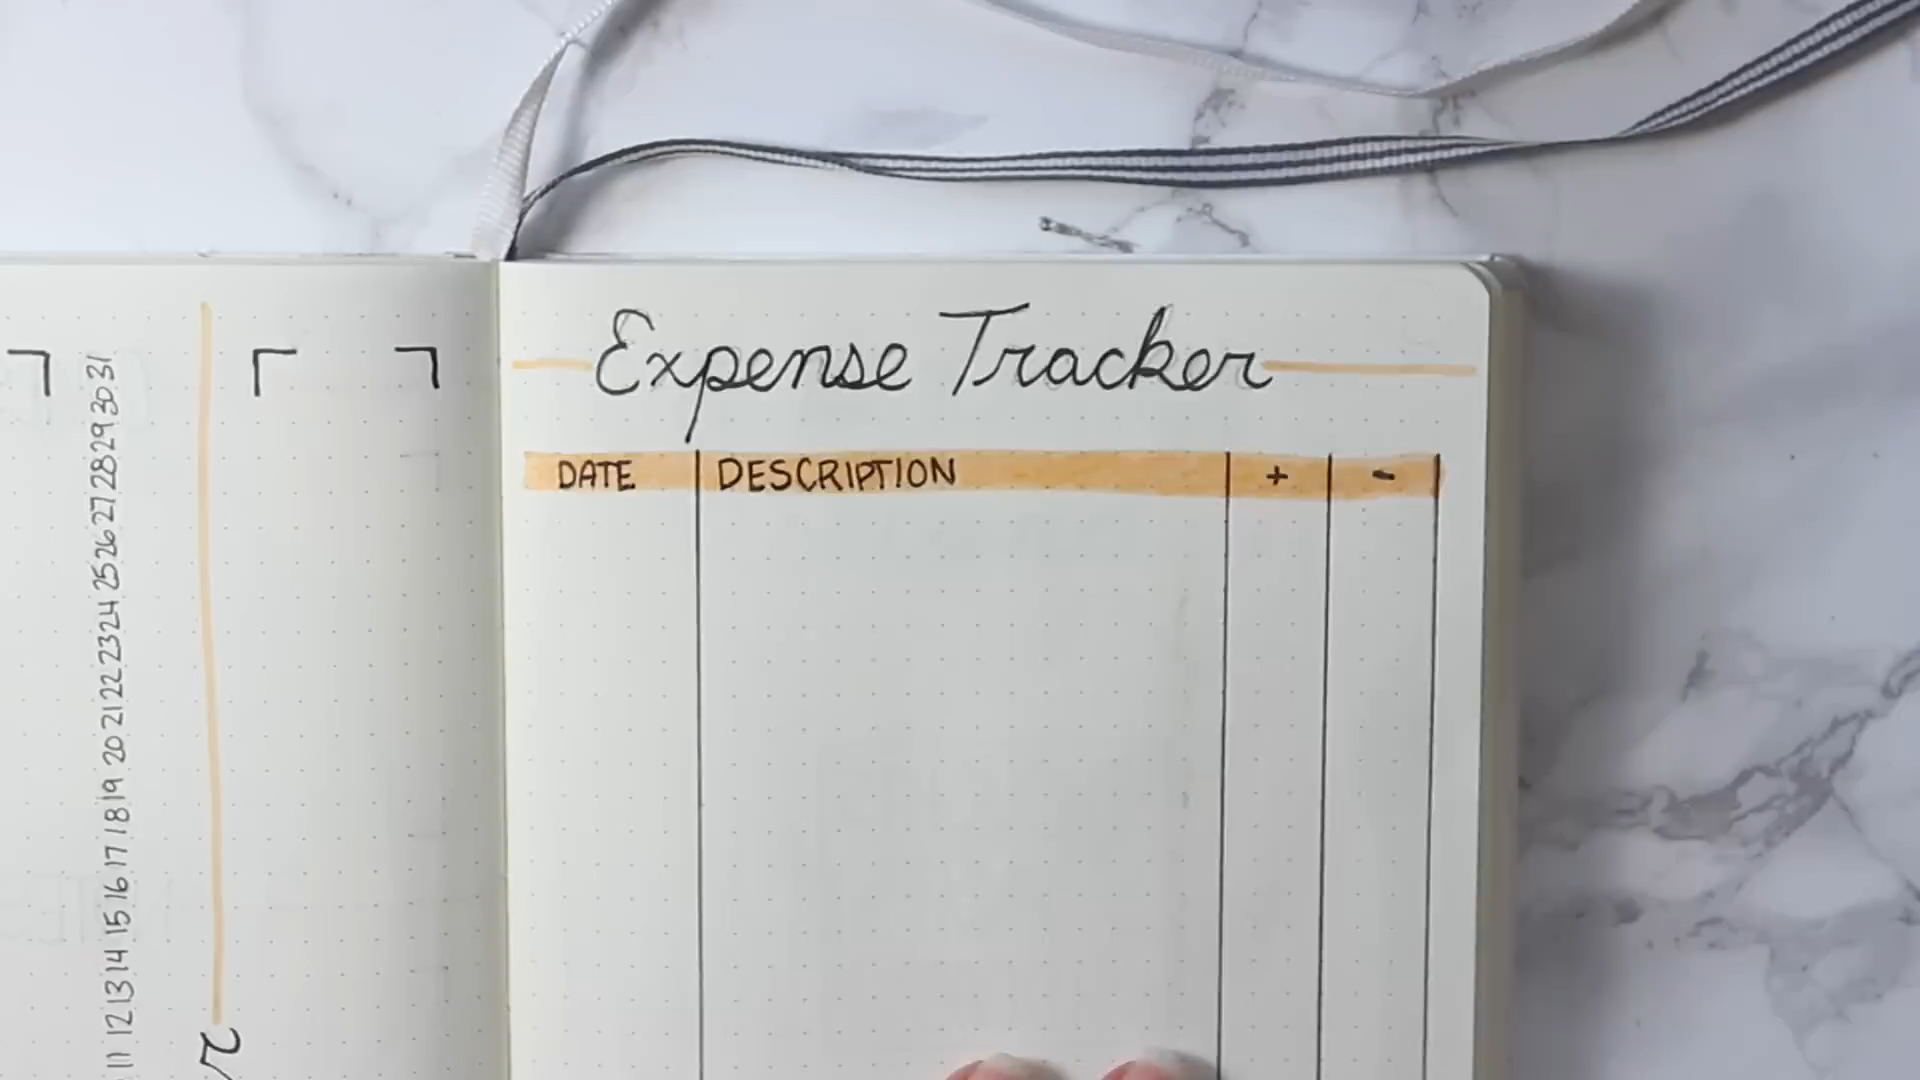 11 12 13 14 15 16 17 18 19 20 21 22 23 24 25 26 27 28 29 30 31
r
Expense Tracker
DATE DESCRIPTION + -